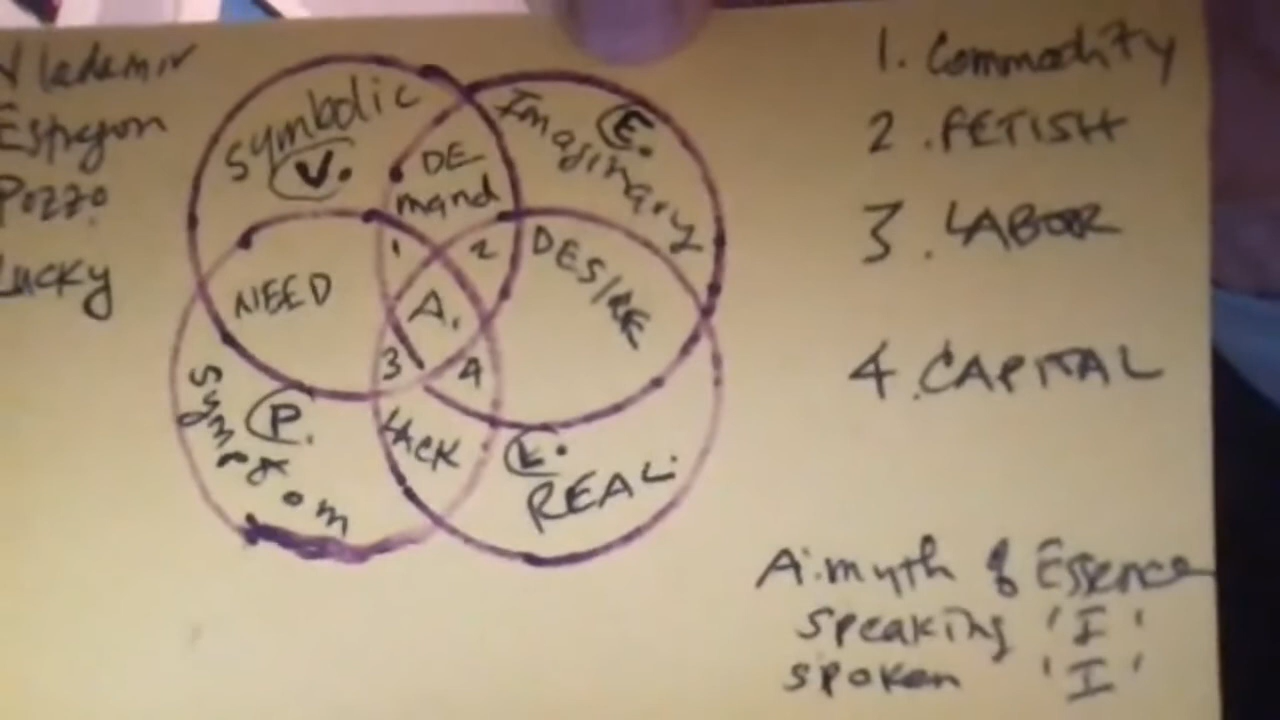 Vlademir
Estragon
Pozzo
Lucky
Symbolic
V.
DE
mand
Imaginary
E.
1
2
DESIRE
NEED
A.
3
4
Symptom
P.
LACK
L.
REAL.
1. Commodity
2. FETISH
3. LABOR
4. CAPITAL
A: myth of Essence
speaking 'I'
spoken 'I'